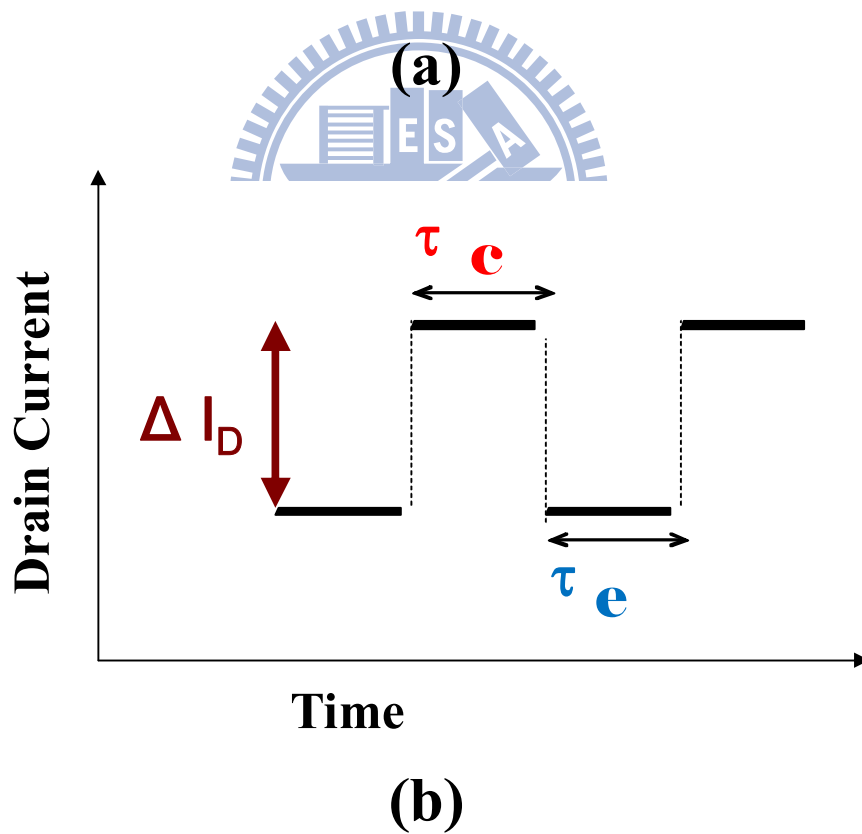 (a)
E S A
τ c
Δ I_D
τ e
Drain Current
Time
(b)